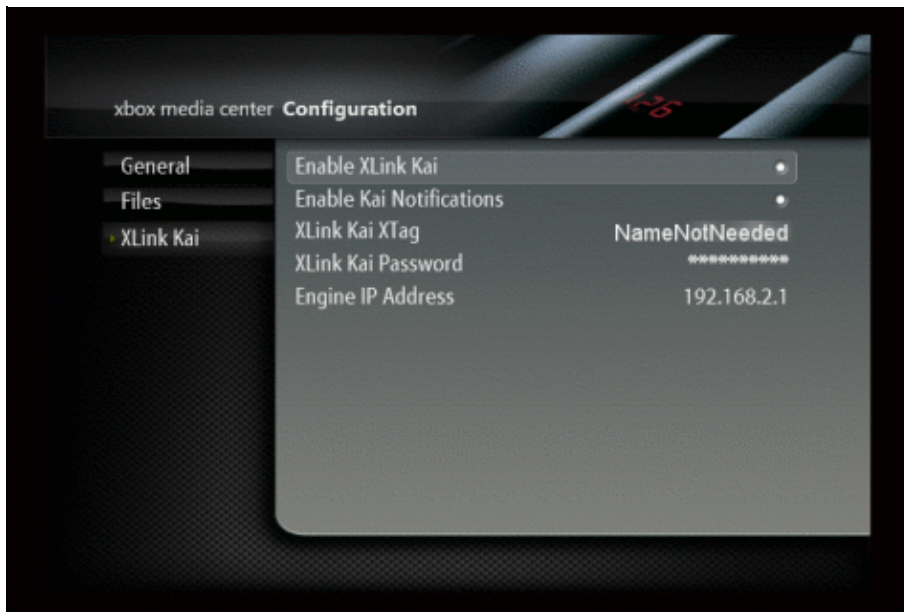 xbox media center Configuration
General
Files
XLink Kai
Enable XLink Kai
Enable Kai Notifications
XLink Kai XTag NameNotNeeded
XLink Kai Password **********
Engine IP Address 192.168.2.1